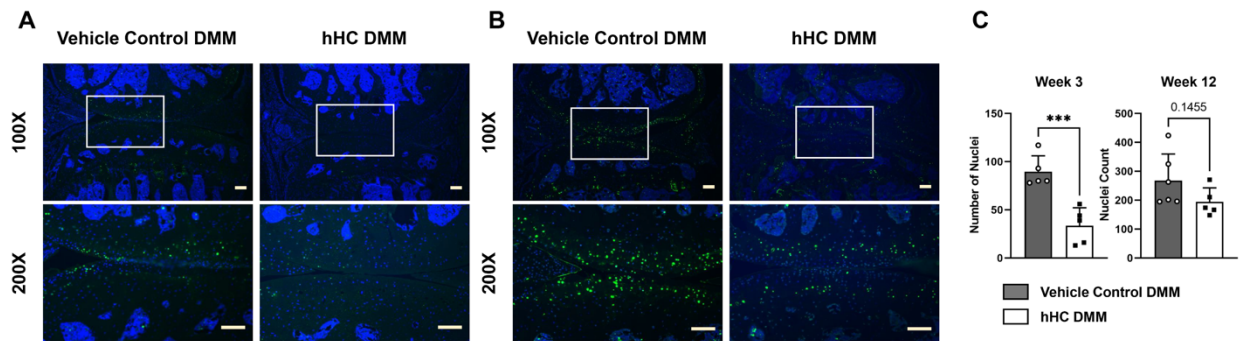 A
Vehicle Control DMM
hHC DMM
100X
200X
B
Vehicle Control DMM
hHC DMM
100X
200X
C
Week 3
Number of Nuclei
150
100
50
0
***
Week 12
Nuclei Count
500
400
300
200
100
0
0.1455
Vehicle Control DMM
hHC DMM